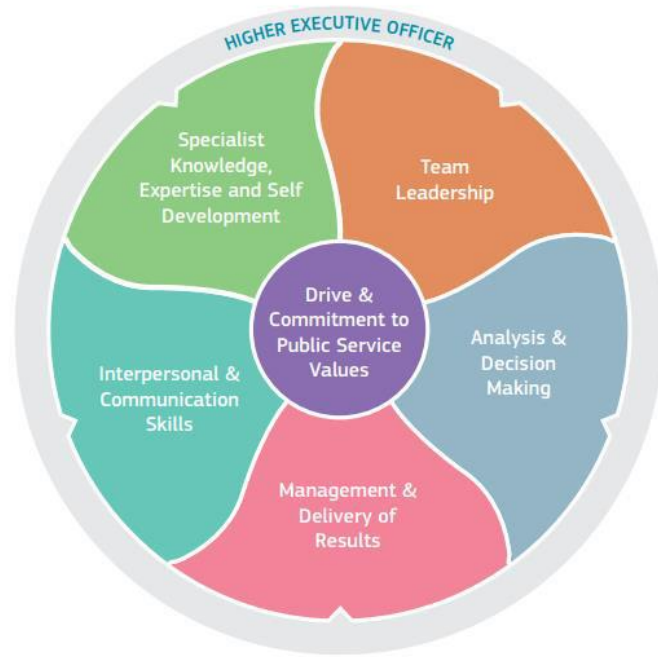 HIGHER EXECUTIVE OFFICER
Specialist
Knowledge,
Expertise and Self
Development
Team
Leadership
Drive &
Commitment to
Public Service
Values
Analysis &
Decision
Making
Interpersonal &
Communication
Skills
Management &
Delivery of
Results